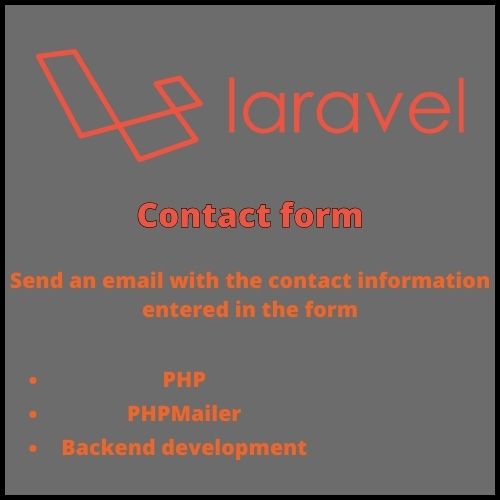 laravel
Contact form
Send an email with the contact information
entered in the form
• PHP
• PHPMailer
• Backend development